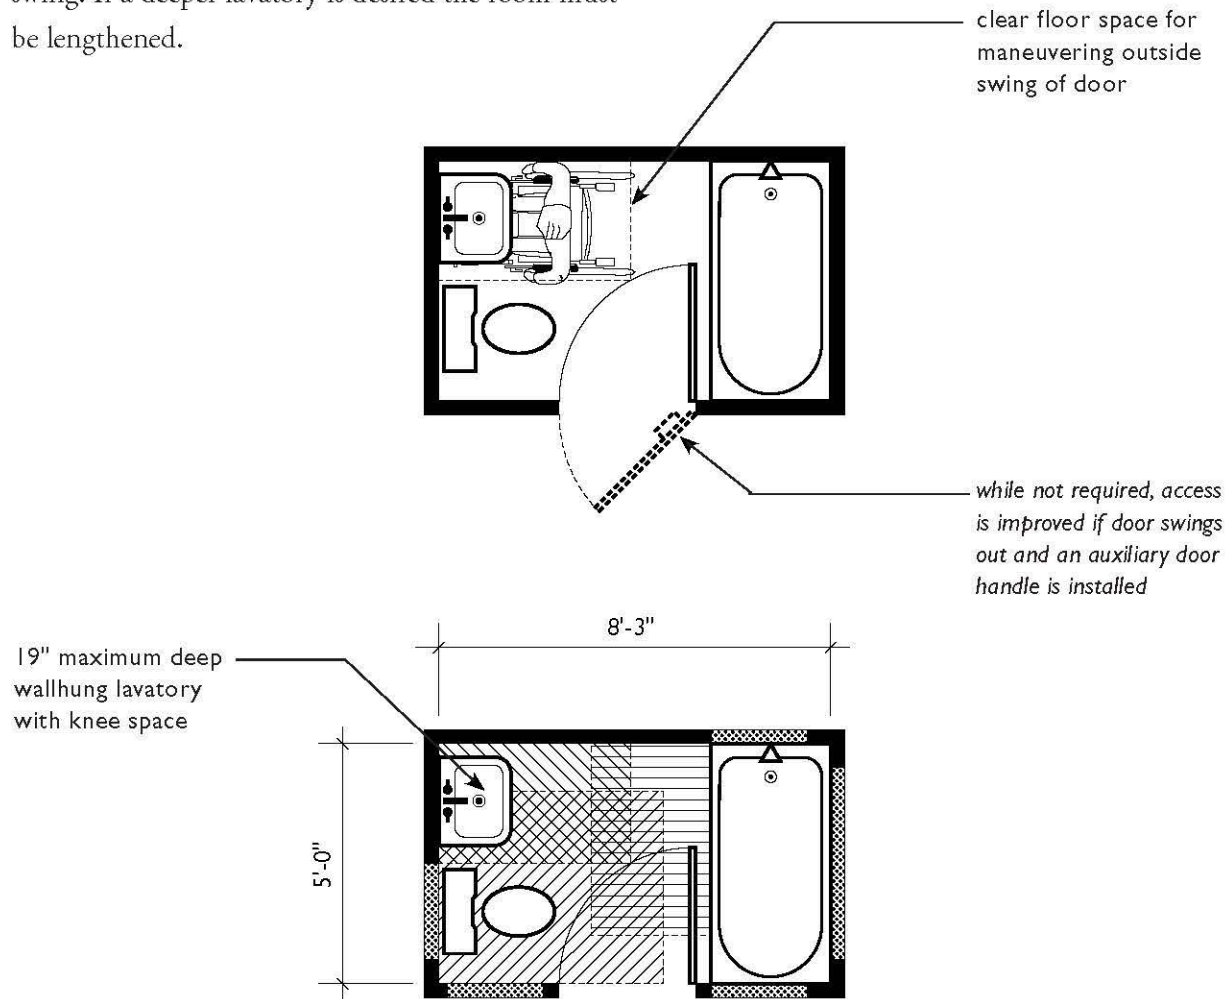 swing. If a deeper lavatory is desired the room must
be lengthened.
clear floor space for
maneuvering outside
swing of door
while not required, access
is improved if door swings
out and an auxiliary door
handle is installed
8'-3"
19" maximum deep
wallhung lavatory
with knee space
5'-0"